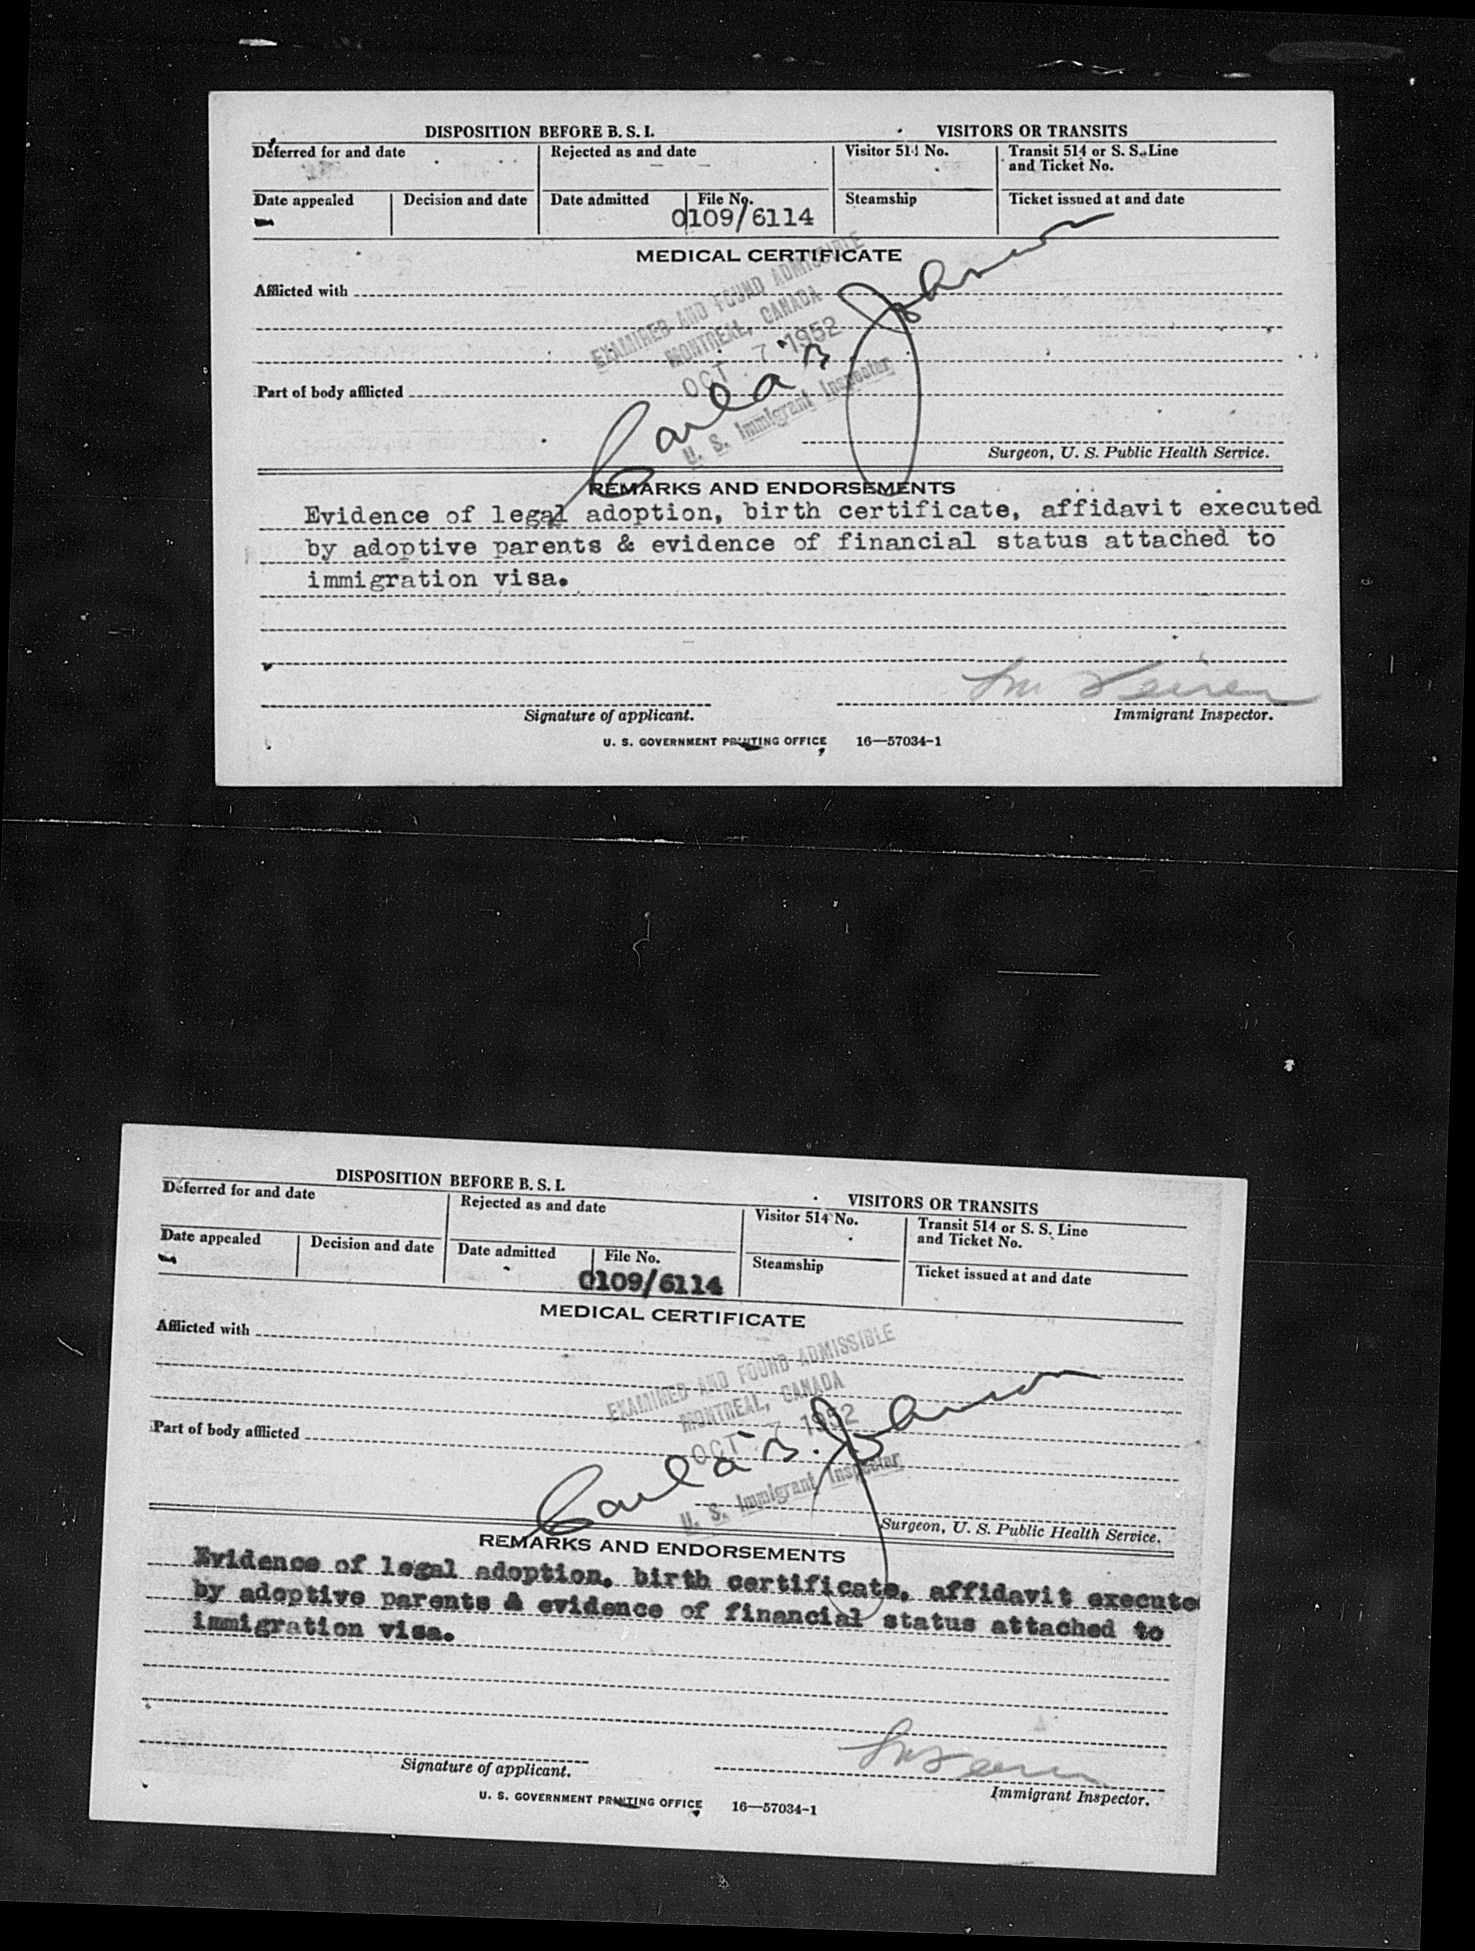 DISPOSITION BEFORE B. S. I.
VISITORS OR TRANSITS
Deferred for and date
Rejected as and date
Visitor 514 No.
Transit 514 or S. S. Line
and Ticket No.
Date appealed
Decision and date
Date admitted
File No.
0109/6114
Steamship
Ticket issued at and date
MEDICAL CERTIFICATE
Afflicted with
EXAMINED AND FOUND ADMISSIBLE
MONTREAL, CANADA
OCT 7 1952
U. S. Immigrant Inspector
Carl B Johnson
Part of body afflicted
Surgeon, U. S. Public Health Service.
REMARKS AND ENDORSEMENTS
Evidence of legal adoption, birth certificate, affidavit executed
by adoptive parents & evidence of financial status attached to
immigration visa.
Signature of applicant.
Immigrant Inspector.
U. S. GOVERNMENT PRINTING OFFICE 16—57034-1
DISPOSITION BEFORE B. S. I.
VISITORS OR TRANSITS
Deferred for and date
Rejected as and date
Visitor 514 No.
Transit 514 or S. S. Line
and Ticket No.
Date appealed
Decision and date
Date admitted
File No.
0109/6114
Steamship
Ticket issued at and date
MEDICAL CERTIFICATE
Afflicted with
EXAMINED AND FOUND ADMISSIBLE
MONTREAL, CANADA
OCT 7 1952
U. S. Immigrant Inspector
Carl B. Johnson
Part of body afflicted
Surgeon, U. S. Public Health Service.
REMARKS AND ENDORSEMENTS
Evidence of legal adoption, birth certificate, affidavit execute
by adoptive parents & evidence of financial status attached to
immigration visa.
Signature of applicant.
Immigrant Inspector.
U. S. GOVERNMENT PRINTING OFFICE 16—57034-1